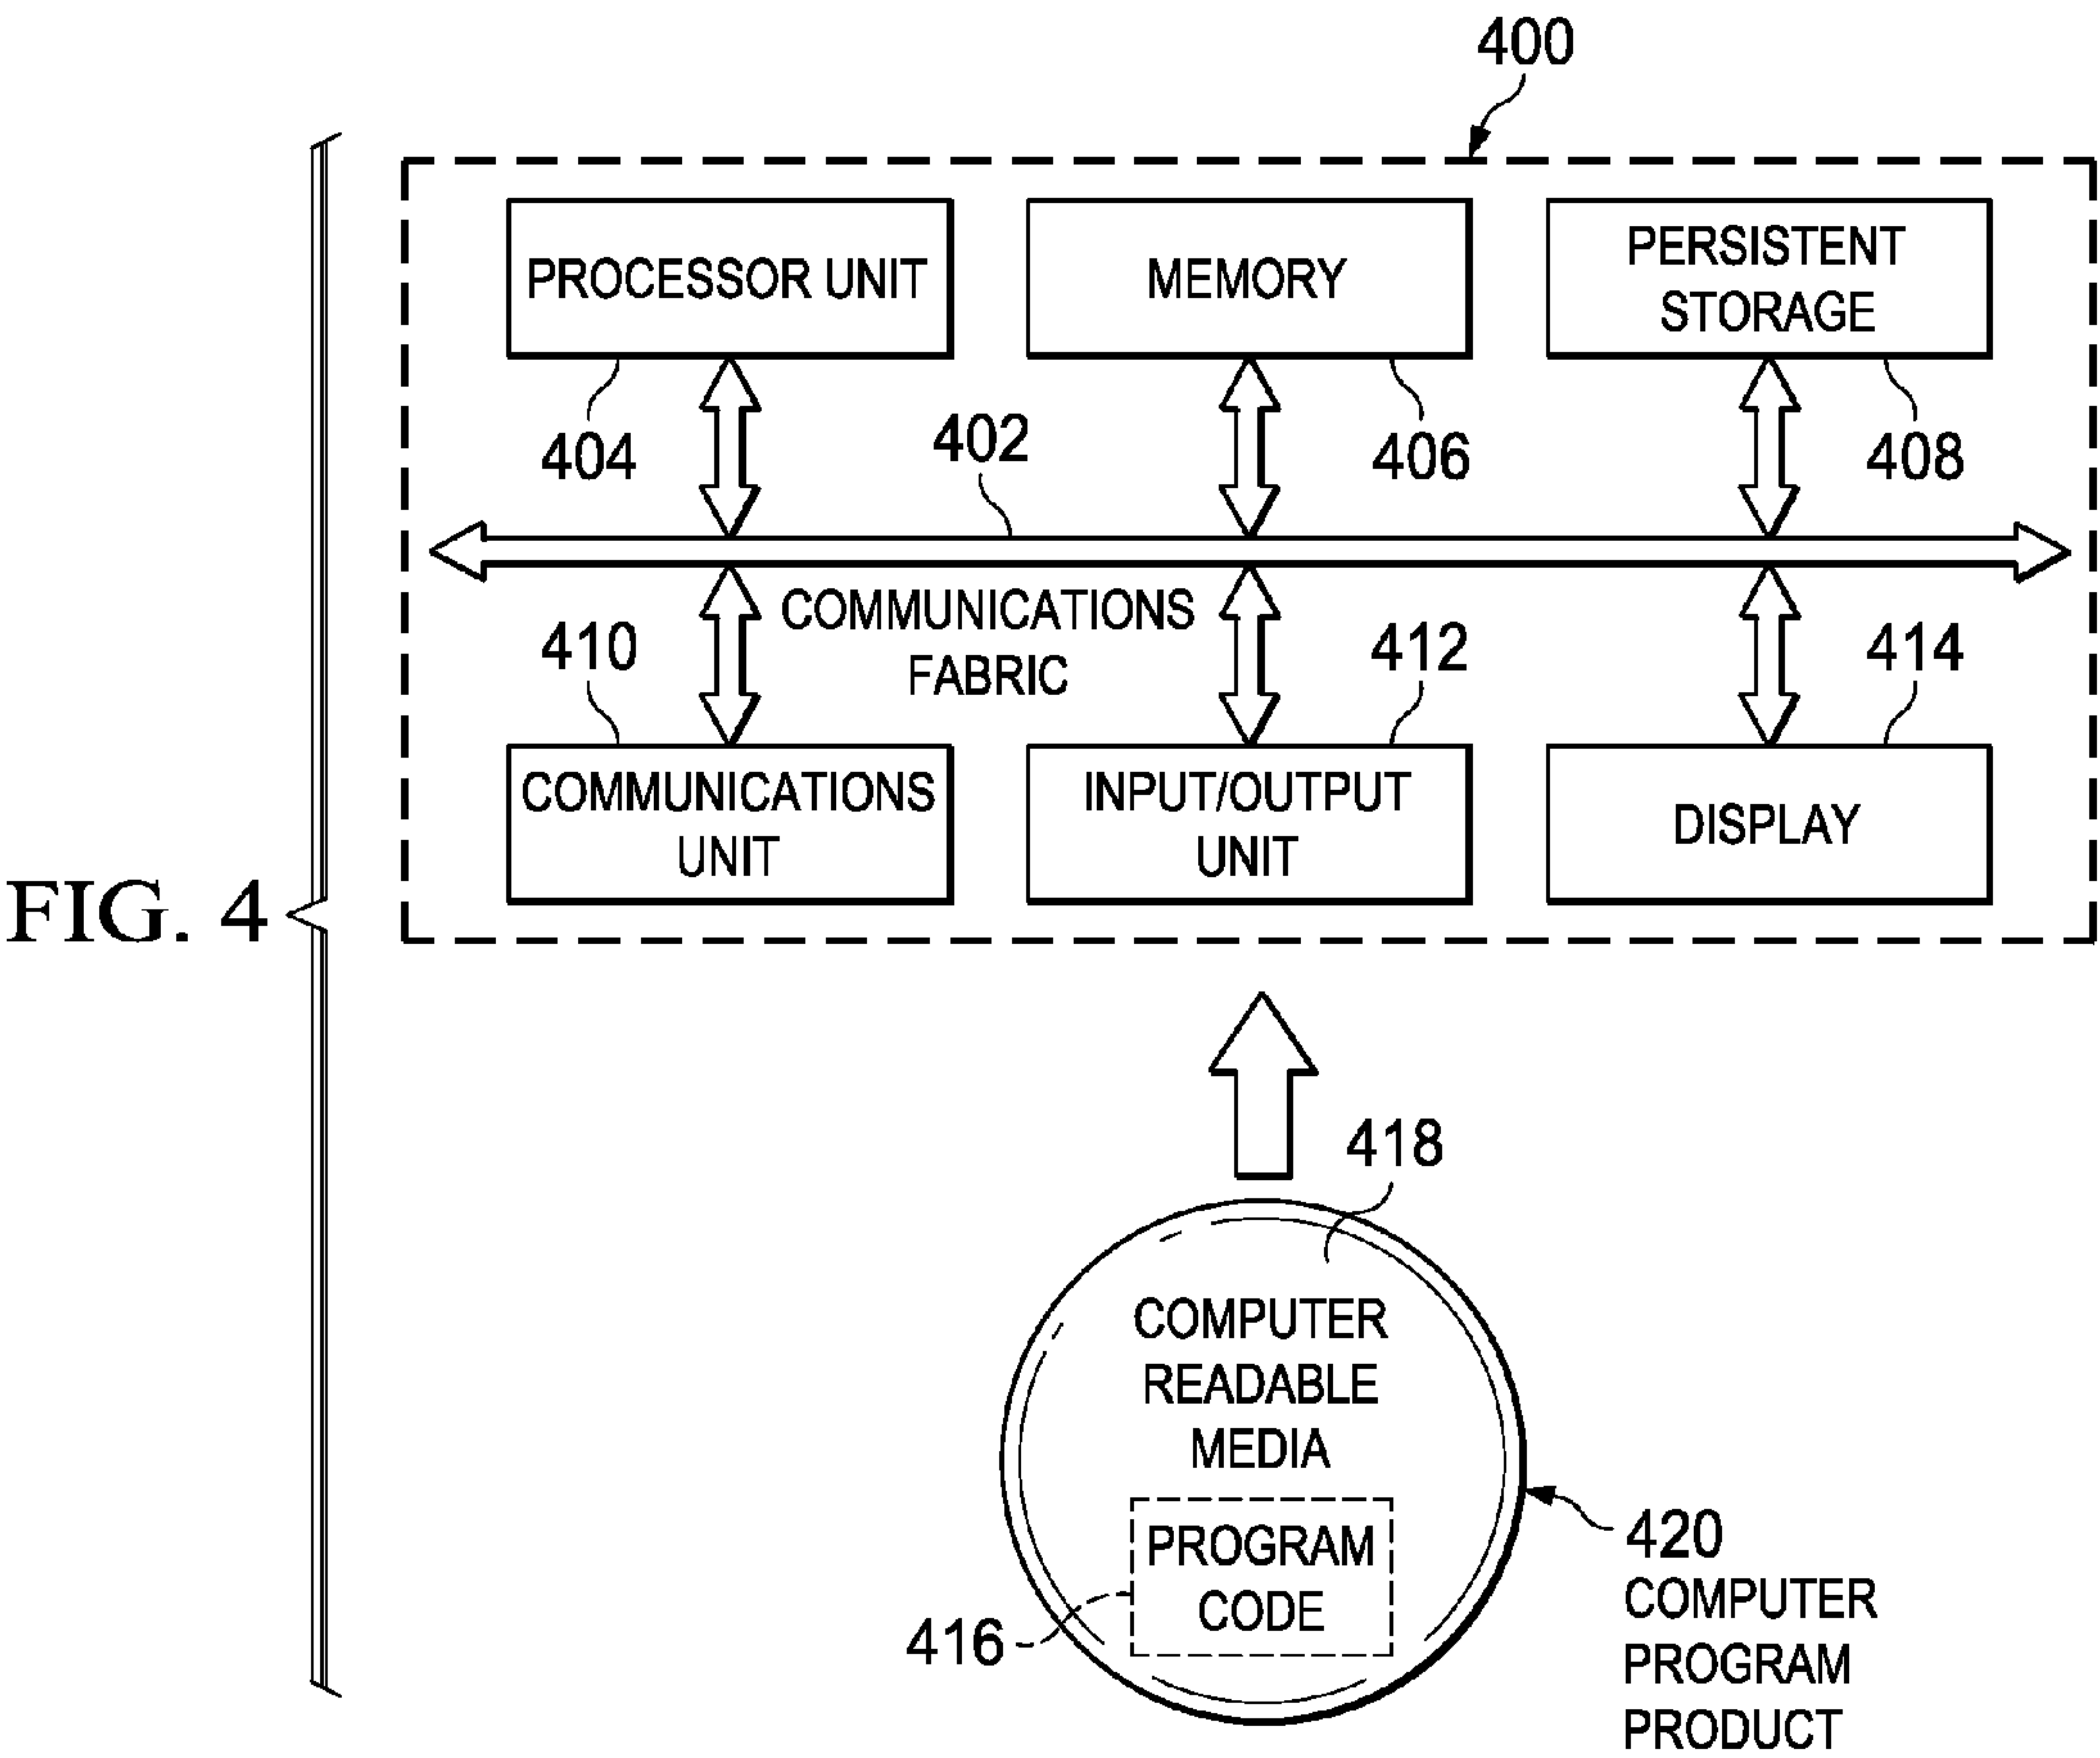 400
PROCESSOR UNIT
MEMORY
PERSISTENT
STORAGE
404
402
406
408
COMMUNICATIONS
FABRIC
410
412
414
COMMUNICATIONS
UNIT
INPUT/OUTPUT
UNIT
DISPLAY
FIG. 4
418
COMPUTER
READABLE
MEDIA
PROGRAM
CODE
416
420
COMPUTER
PROGRAM
PRODUCT